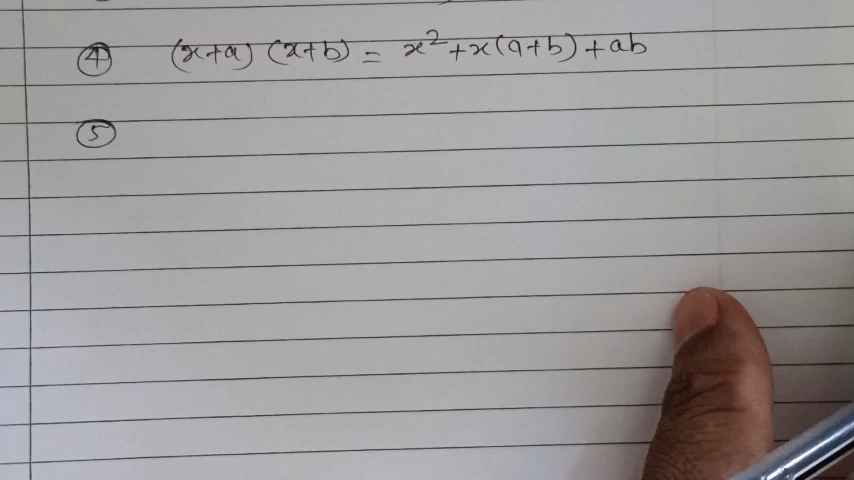 ④ (x+a) (x+b) = x²+x(a+b)+ab
⑤